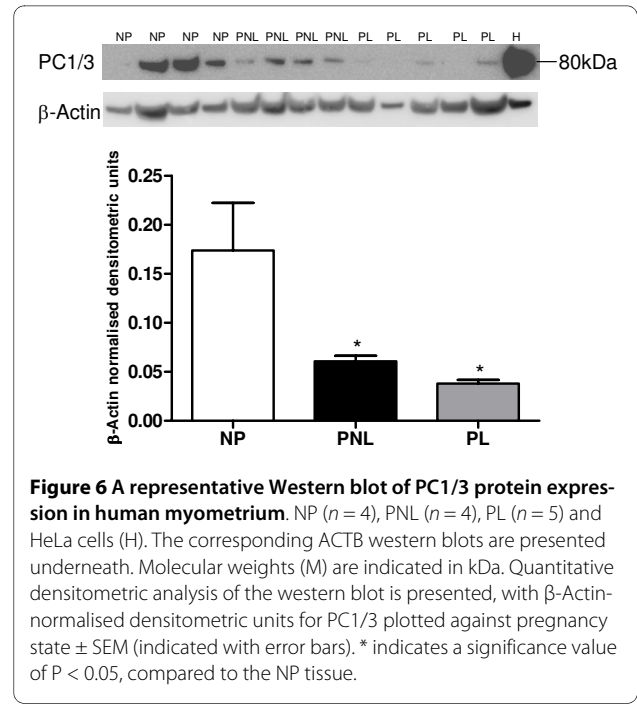 NP NP NP NP PNL PNL PNL PNL PL PL PL PL PL H
PC1/3 80kDa
β-Actin
β-Actin normalised densitometric units
0.25
0.20
0.15
0.10
0.05
0.00
* *
NP PNL PL
Figure 6 A representative Western blot of PC1/3 protein expres-
sion in human myometrium. NP (n = 4), PNL (n = 4), PL (n = 5) and
HeLa cells (H). The corresponding ACTB western blots are presented
underneath. Molecular weights (M) are indicated in kDa. Quantitative
densitometric analysis of the western blot is presented, with β-Actin-
normalised densitometric units for PC1/3 plotted against pregnancy
state ± SEM (indicated with error bars). * indicates a significance value
of P < 0.05, compared to the NP tissue.